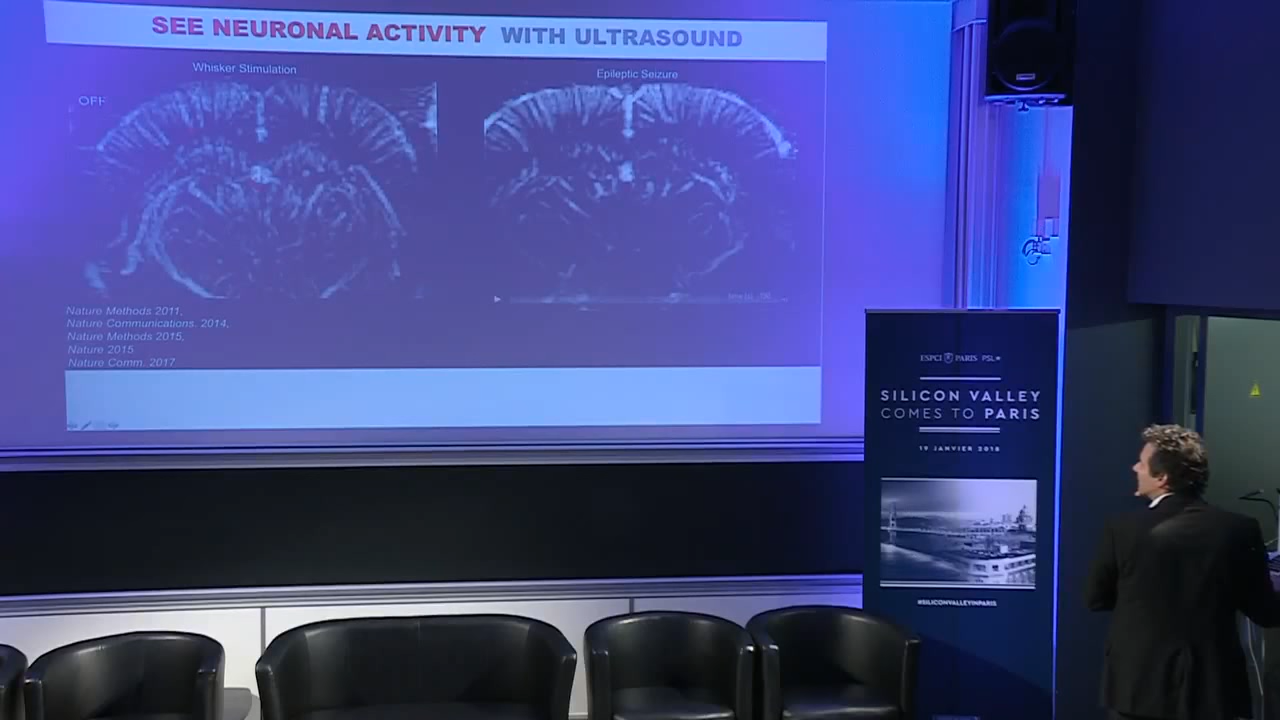 SEE NEURONAL ACTIVITY WITH ULTRASOUND
Whisker Stimulation
Epileptic Seizure
OFF
Nature Methods 2011,
Nature Communications. 2014,
Nature Methods 2015,
Nature 2015
Nature Comm. 2017
ESPCI PARIS PSL★
SILICON VALLEY
COMES TO PARIS
19 JANVIER 2018
#SILICONVALLEYINPARIS